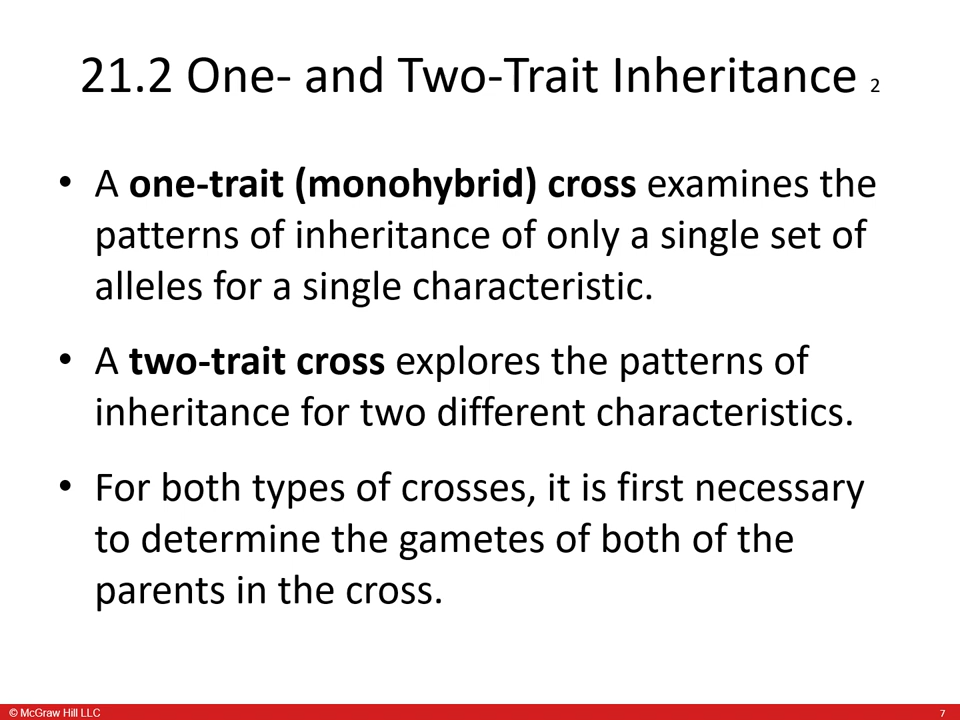 21.2 One- and Two-Trait Inheritance 2
• A one-trait (monohybrid) cross examines the
patterns of inheritance of only a single set of
alleles for a single characteristic.
• A two-trait cross explores the patterns of
inheritance for two different characteristics.
• For both types of crosses, it is first necessary
to determine the gametes of both of the
parents in the cross.
© McGraw Hill LLC
7